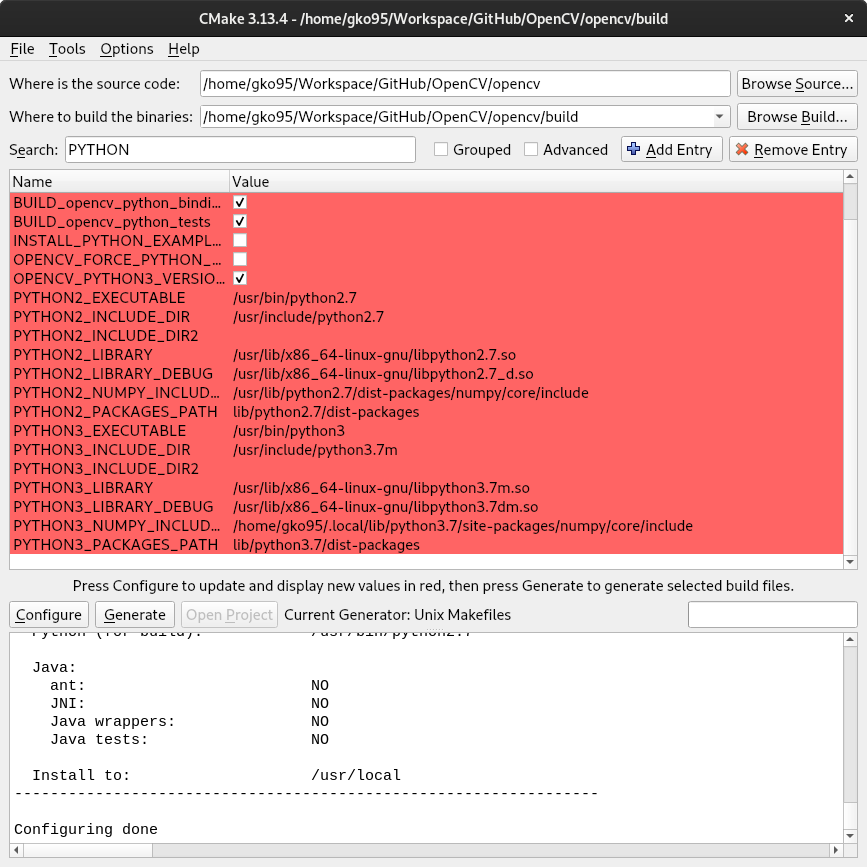 CMake 3.13.4 - /home/gko95/Workspace/GitHub/OpenCV/opencv/build
File Tools Options Help
Where is the source code: /home/gko95/Workspace/GitHub/OpenCV/opencv Browse Source...
Where to build the binaries: /home/gko95/Workspace/GitHub/OpenCV/opencv/build Browse Build...
Search: PYTHON Grouped Advanced Add Entry Remove Entry
Name Value
BUILD_opencv_python_bindi...
BUILD_opencv_python_tests
INSTALL_PYTHON_EXAMPL...
OPENCV_FORCE_PYTHON_...
OPENCV_PYTHON3_VERSIO...
PYTHON2_EXECUTABLE /usr/bin/python2.7
PYTHON2_INCLUDE_DIR /usr/include/python2.7
PYTHON2_INCLUDE_DIR2
PYTHON2_LIBRARY /usr/lib/x86_64-linux-gnu/libpython2.7.so
PYTHON2_LIBRARY_DEBUG /usr/lib/x86_64-linux-gnu/libpython2.7_d.so
PYTHON2_NUMPY_INCLUD... /usr/lib/python2.7/dist-packages/numpy/core/include
PYTHON2_PACKAGES_PATH lib/python2.7/dist-packages
PYTHON3_EXECUTABLE /usr/bin/python3
PYTHON3_INCLUDE_DIR /usr/include/python3.7m
PYTHON3_INCLUDE_DIR2
PYTHON3_LIBRARY /usr/lib/x86_64-linux-gnu/libpython3.7m.so
PYTHON3_LIBRARY_DEBUG /usr/lib/x86_64-linux-gnu/libpython3.7dm.so
PYTHON3_NUMPY_INCLUD... /home/gko95/.local/lib/python3.7/site-packages/numpy/core/include
PYTHON3_PACKAGES_PATH lib/python3.7/dist-packages
Press Configure to update and display new values in red, then press Generate to generate selected build files.
Configure Generate Open Project Current Generator: Unix Makefiles
Python (for build): /usr/bin/python2.7
Java:
ant: NO
JNI: NO
Java wrappers: NO
Java tests: NO
Install to: /usr/local
-----------------------------------------------------------------
Configuring done